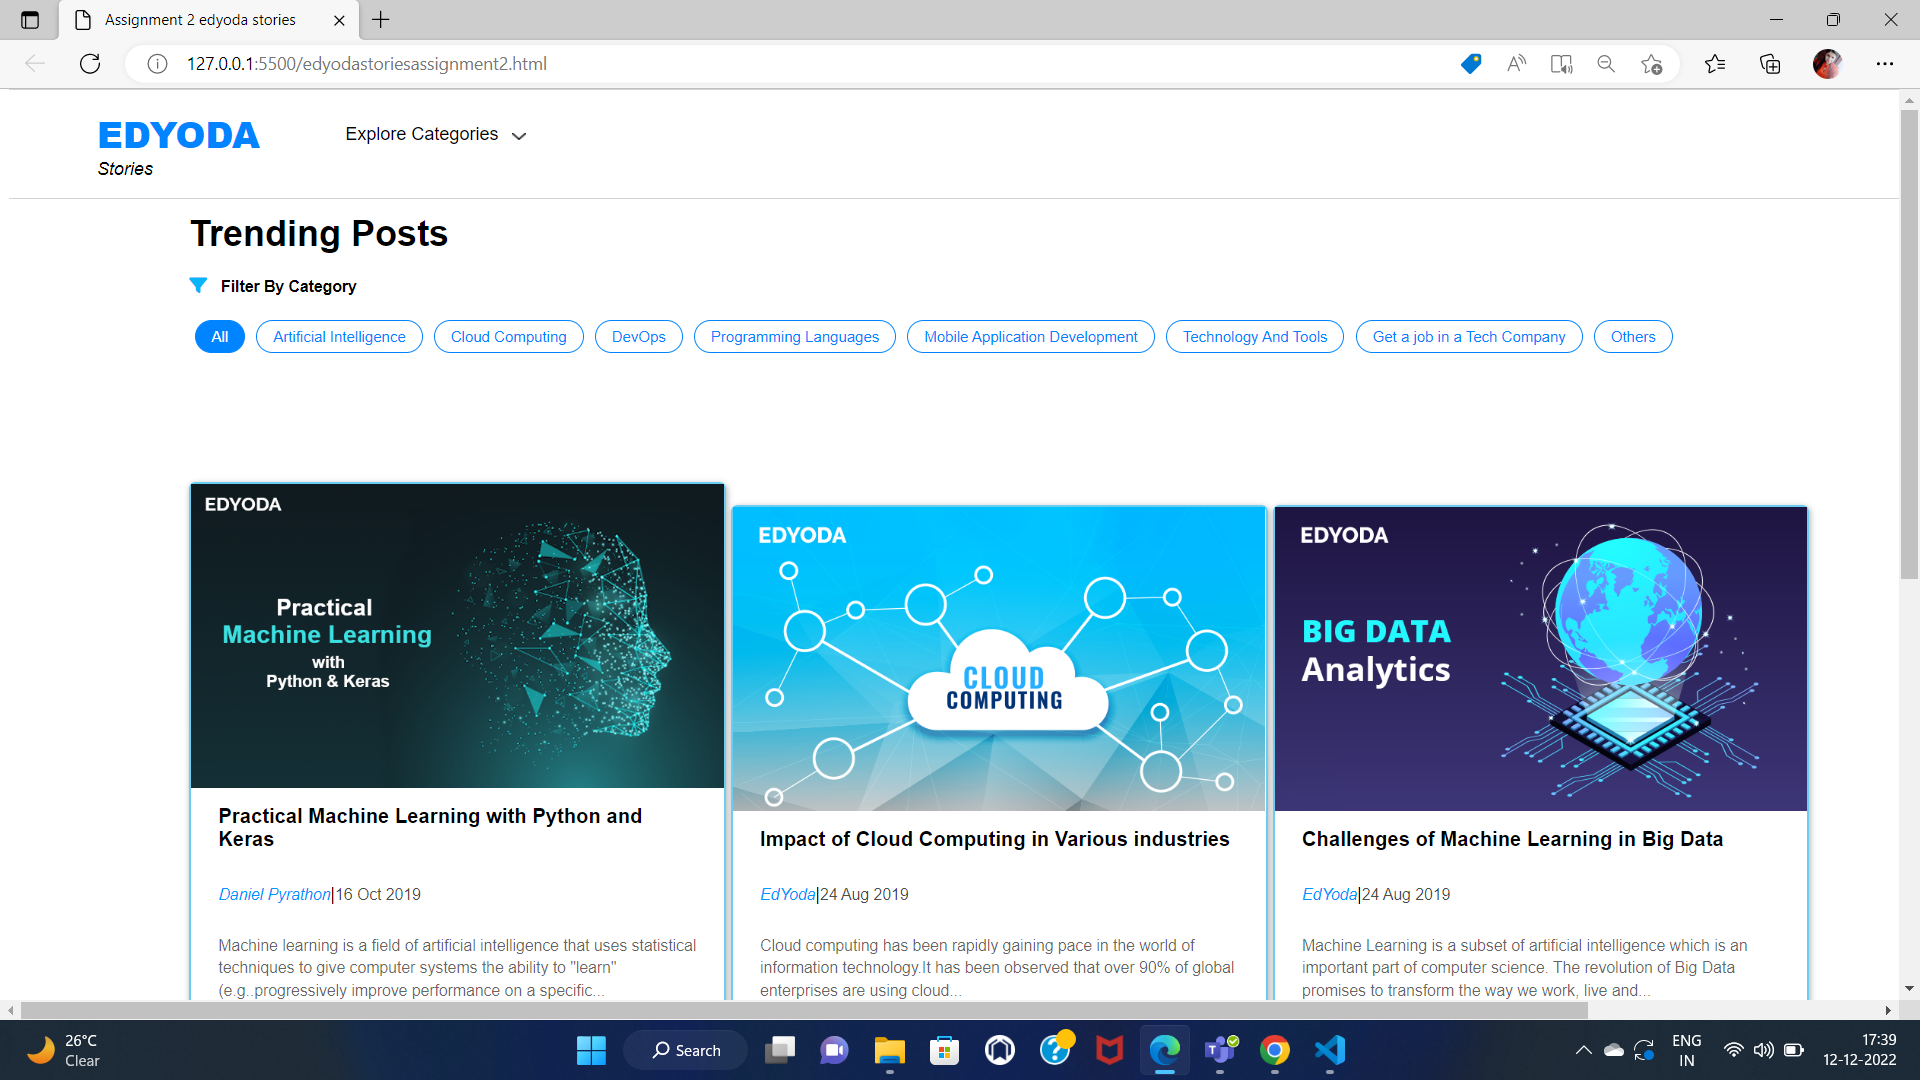 Assignment 2 edyoda stories
127.0.0.1:5500/edyodastoriesassignment2.html
EDYODA
Stories
Explore Categories
Trending Posts
Filter By Category
All
Artificial Intelligence
Cloud Computing
DevOps
Programming Languages
Mobile Application Development
Technology And Tools
Get a job in a Tech Company
Others
EDYODA
Practical
Machine Learning
with
Python & Keras
Practical Machine Learning with Python and
Keras
Daniel Pyrathon|16 Oct 2019
Machine learning is a field of artificial intelligence that uses statistical
techniques to give computer systems the ability to "learn"
(e.g..progressively improve performance on a specific...
EDYODA
CLOUD
COMPUTING
Impact of Cloud Computing in Various industries
EdYoda|24 Aug 2019
Cloud computing has been rapidly gaining pace in the world of
information technology.It has been observed that over 90% of global
enterprises are using cloud...
EDYODA
BIG DATA
Analytics
Challenges of Machine Learning in Big Data
EdYoda|24 Aug 2019
Machine Learning is a subset of artificial intelligence which is an
important part of computer science. The revolution of Big Data
promises to transform the way we work, live and...
26°C
Clear
Search
ENG
IN
17:39
12-12-2022